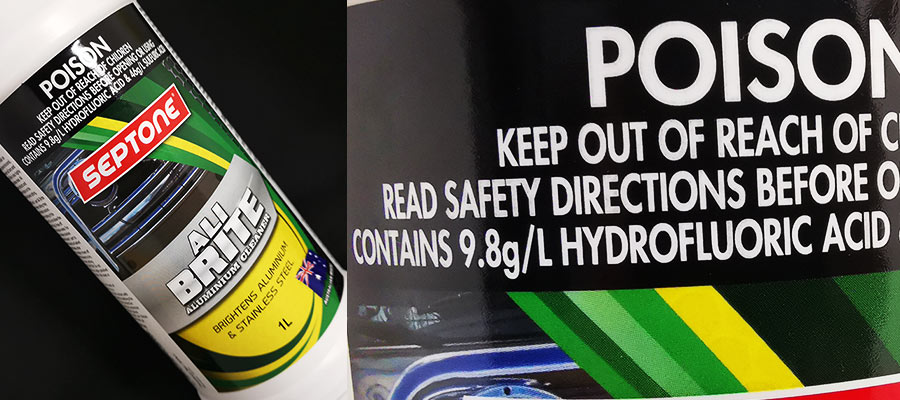 POISON
KEEP OUT OF REACH OF CHILDREN
READ SAFETY DIRECTIONS BEFORE OPENING OR USING
CONTAINS 9.8g/L HYDROFLUORIC ACID & 46g/L SULFURIC ACID
SEPTONE
ALI
BRITE
ALUMINIUM CLEANER
BRIGHTENS ALUMINIUM
& STAINLESS STEEL
1L
POISON
KEEP OUT OF REACH OF C
READ SAFETY DIRECTIONS BEFORE O
CONTAINS 9.8g/L HYDROFLUORIC ACID